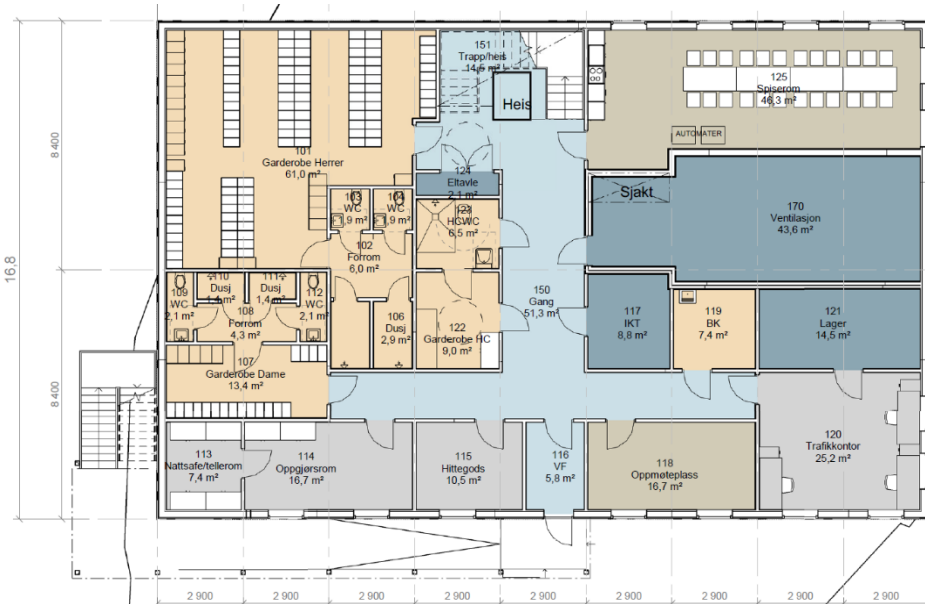 151
Trapp/heis
14,5 m²
Heis
125
Spiserom
46,3 m²
AUTOMATER
101
Garderobe Herrer
61,0 m²
124
Eltavle
2,1 m²
Sjakt
170
Ventilasjon
43,6 m²
103
WC
1,9 m²
104
WC
1,9 m²
123
HCWC
6,5 m²
102
Forrom
6,0 m²
109
WC
2,1 m²
110
Dusj
1,4 m²
111
Dusj
1,4 m²
112
WC
2,1 m²
108
Forrom
4,3 m²
106
Dusj
2,9 m²
122
Garderobe HC
9,0 m²
150
Gang
51,3 m²
117
IKT
8,8 m²
119
BK
7,4 m²
121
Lager
14,5 m²
107
Garderobe Dame
13,4 m²
113
Nattsafe/tellerom
7,4 m²
114
Oppgjørsrom
16,7 m²
115
Hittegods
10,5 m²
116
VF
5,8 m²
118
Oppmøteplass
16,7 m²
120
Trafikkontor
25,2 m²
16,8
8 400
8 400
2 900 2 900 2 900 2 900 2 900 2 900 2 900 2 900 2 900